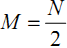 M = N/2